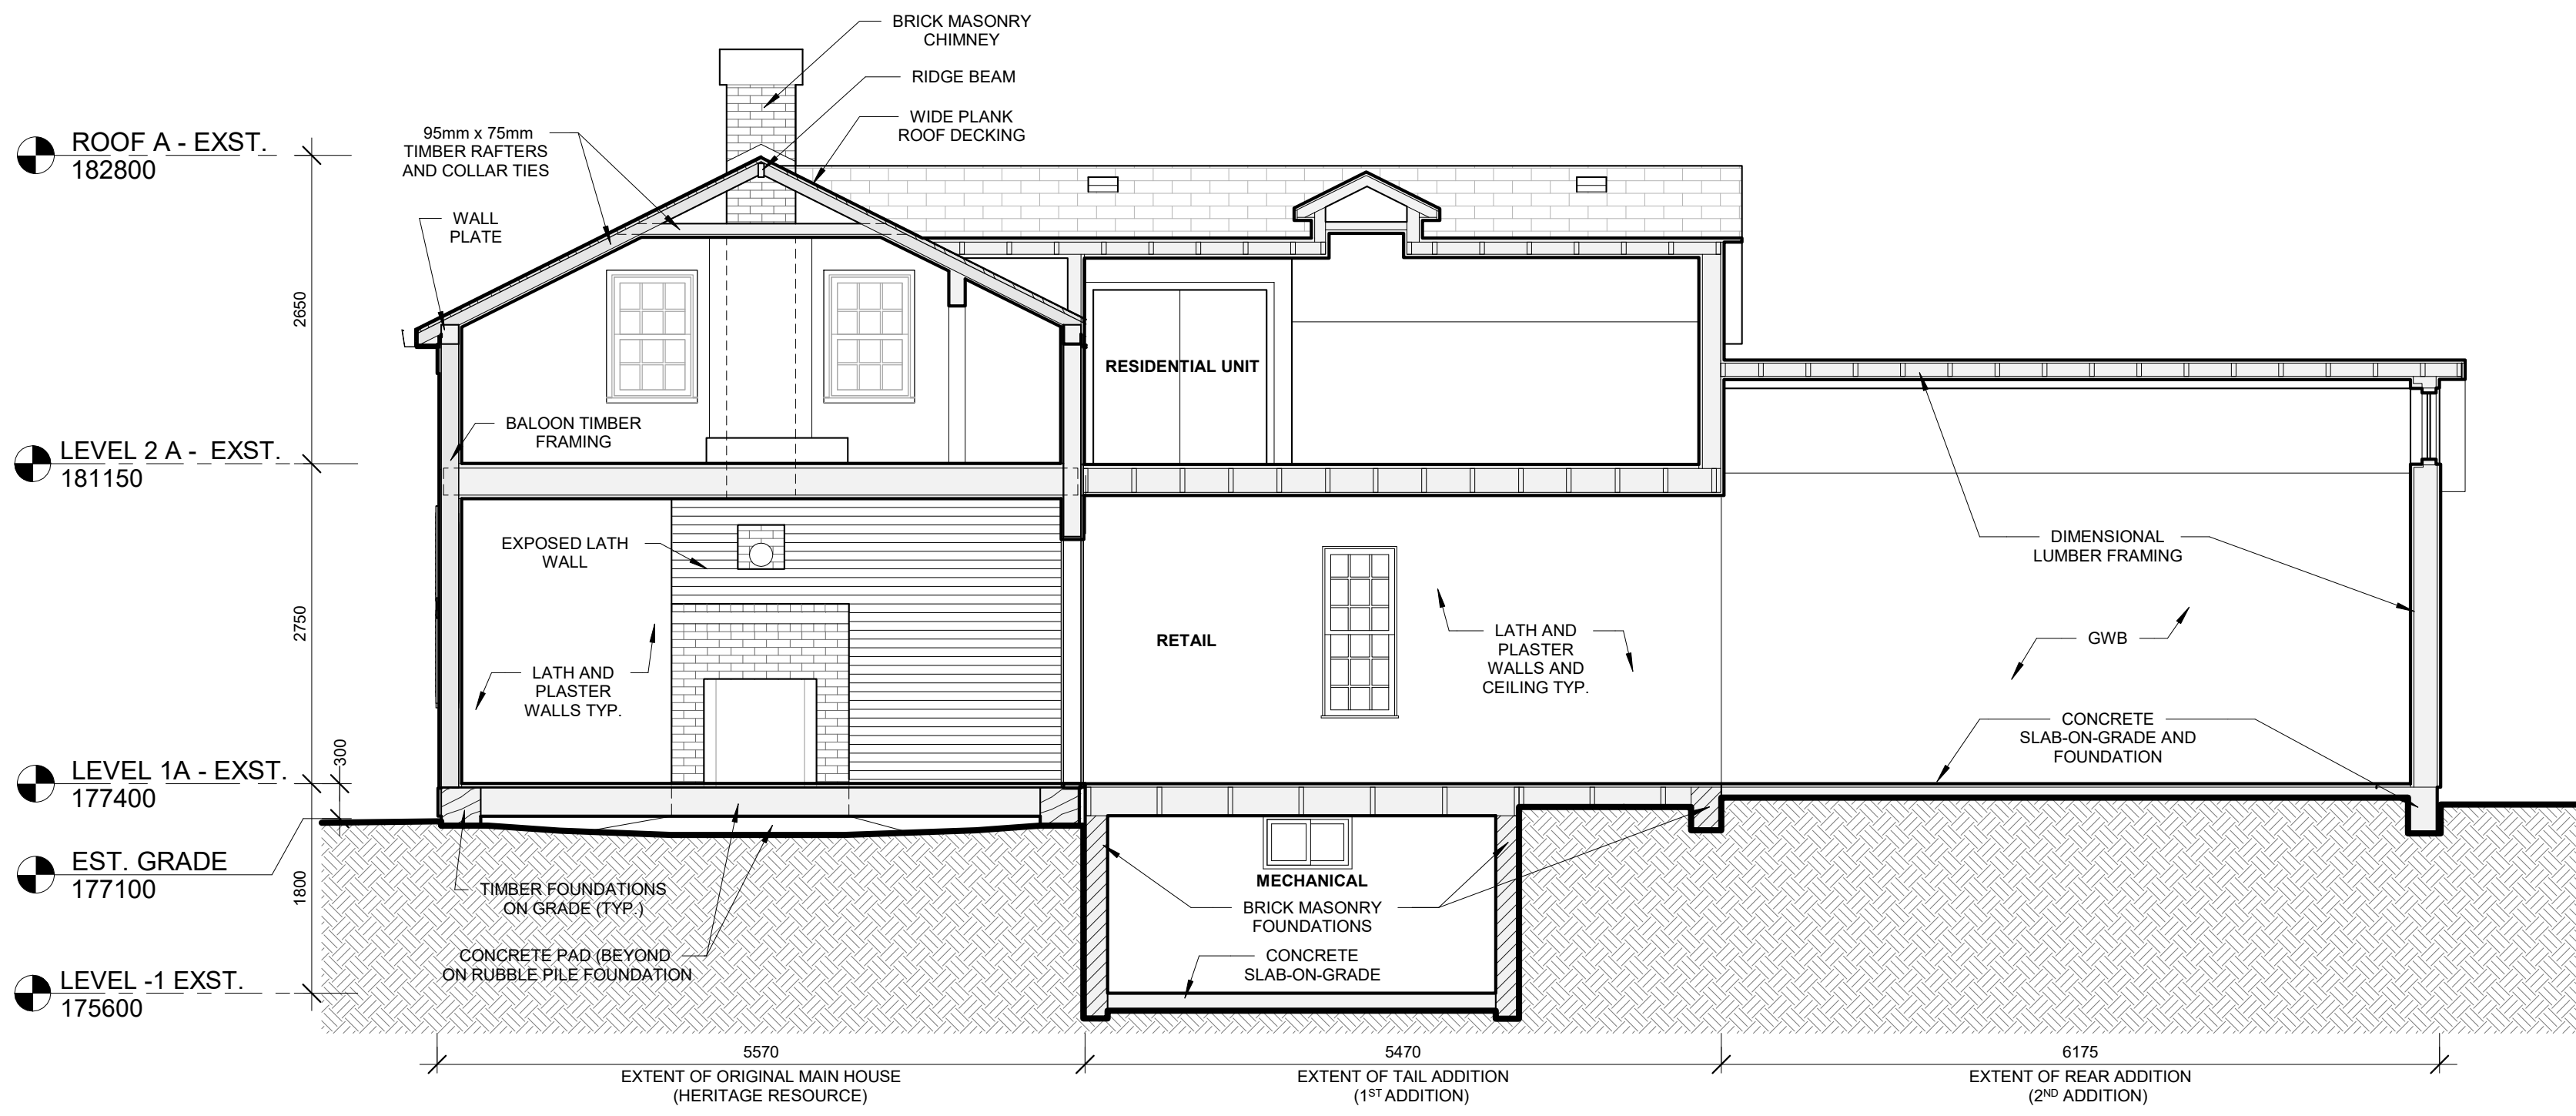 BRICK MASONRY
CHIMNEY
RIDGE BEAM
WIDE PLANK
ROOF DECKING
95mm x 75mm
TIMBER RAFTERS
AND COLLAR TIES
WALL
PLATE
ROOF A - EXST.
182800
2650
RESIDENTIAL UNIT
BALOON TIMBER
FRAMING
LEVEL 2 A - EXST.
181150
EXPOSED LATH
WALL
DIMENSIONAL
LUMBER FRAMING
2750
RETAIL
LATH AND
PLASTER
WALLS AND
CEILING TYP.
GWB
LATH AND
PLASTER
WALLS TYP.
CONCRETE
SLAB-ON-GRADE AND
FOUNDATION
300
LEVEL 1A - EXST.
177400
EST. GRADE
177100
1800
TIMBER FOUNDATIONS
ON GRADE (TYP.)
MECHANICAL
BRICK MASONRY
FOUNDATIONS
CONCRETE PAD (BEYOND
ON RUBBLE PILE FOUNDATION
CONCRETE
SLAB-ON-GRADE
LEVEL -1 EXST.
175600
5570
EXTENT OF ORIGINAL MAIN HOUSE
(HERITAGE RESOURCE)
5470
EXTENT OF TAIL ADDITION
(1ST ADDITION)
6175
EXTENT OF REAR ADDITION
(2ND ADDITION)